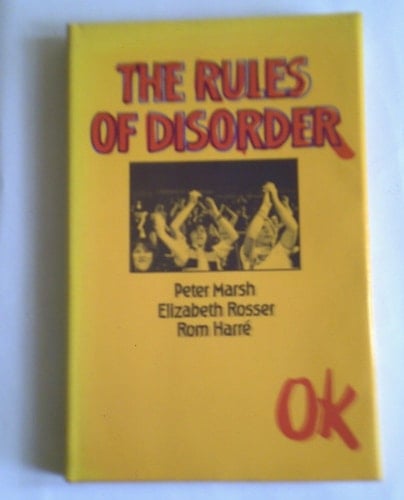 THE RULES
OF DISORDER
Peter Marsh
Elizabeth Rosser
Rom Harré
OK